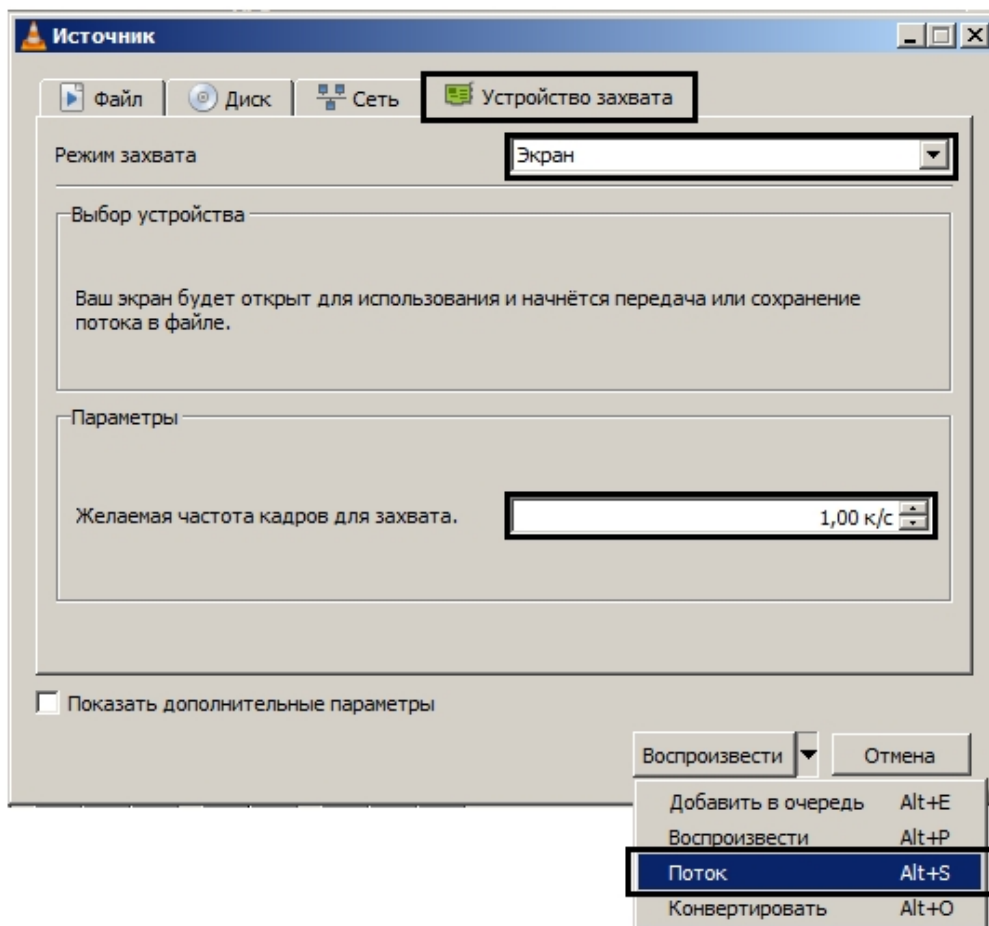 Источник
Файл
Диск
Сеть
Устройство захвата
Режим захвата
Экран
Выбор устройства
Ваш экран будет открыт для использования и начнётся передача или сохранение
потока в файле.
Параметры
Желаемая частота кадров для захвата.
1,00 к/с
Показать дополнительные параметры
Воспроизвести
Отмена
Добавить в очередь Alt+E
Воспроизвести Alt+P
Поток Alt+S
Конвертировать Alt+O